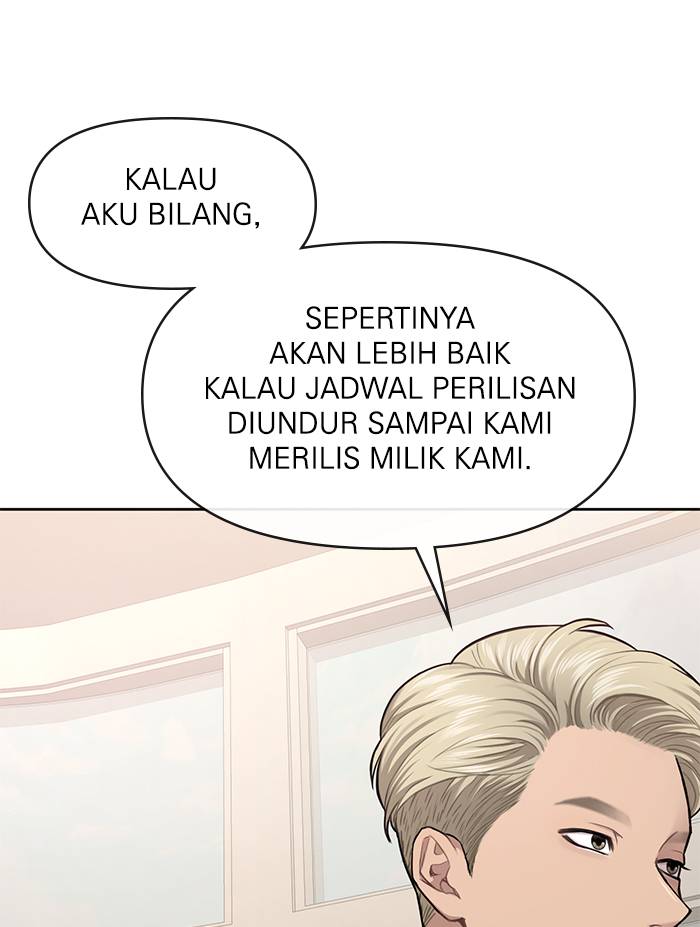 KALAU
AKU BILANG,
SEPERTINYA
AKAN LEBIH BAIK
KALAU JADWAL PERILISAN
DIUNDUR SAMPAI KAMI
MERILIS MILIK KAMI.